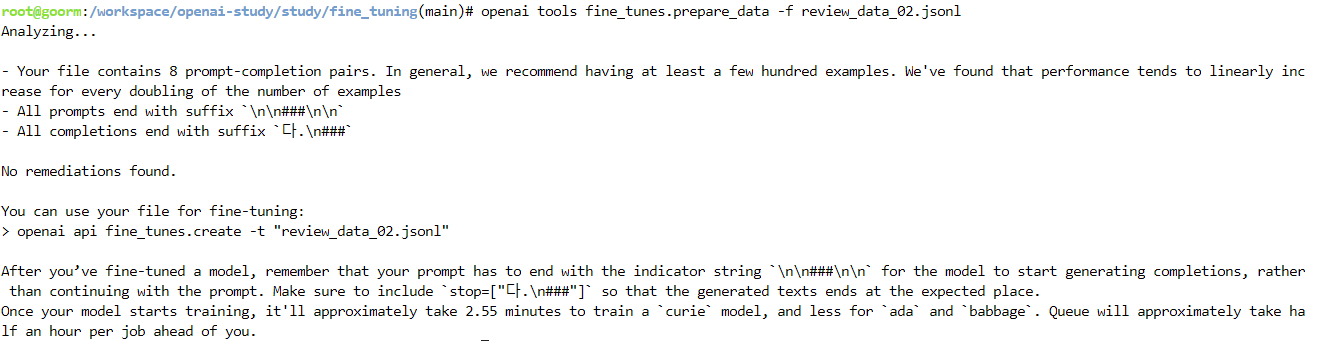 root@goorm:/workspace/openai-study/study/fine_tuning(main)# openai tools fine_tunes.prepare_data -f review_data_02.jsonl
Analyzing...
- Your file contains 8 prompt-completion pairs. In general, we recommend having at least a few hundred examples. We've found that performance tends to linearly inc
rease for every doubling of the number of examples
- All prompts end with suffix `\n\n###\n\n`
- All completions end with suffix `다.\n###`
No remediations found.
You can use your file for fine-tuning:
> openai api fine_tunes.create -t "review_data_02.jsonl"
After you’ve fine-tuned a model, remember that your prompt has to end with the indicator string `\n\n###\n\n` for the model to start generating completions, rather
 than continuing with the prompt. Make sure to include `stop=["다.\n###"]` so that the generated texts ends at the expected place.
Once your model starts training, it'll approximately take 2.55 minutes to train a `curie` model, and less for `ada` and `babbage`. Queue will approximately take ha
lf an hour per job ahead of you.